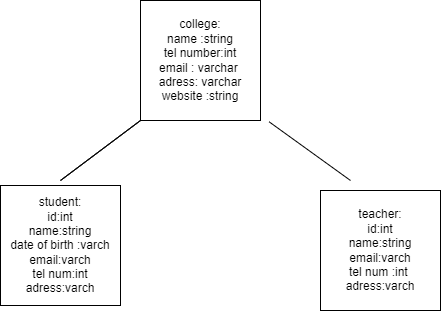 college:
name :string
tel number:int
email : varchar
adress: varchar
website :string
student:
id:int
name:string
date of birth :varch
email:varch
tel num:int
adress:varch
teacher:
id:int
name:string
email:varch
tel num :int
adress:varch